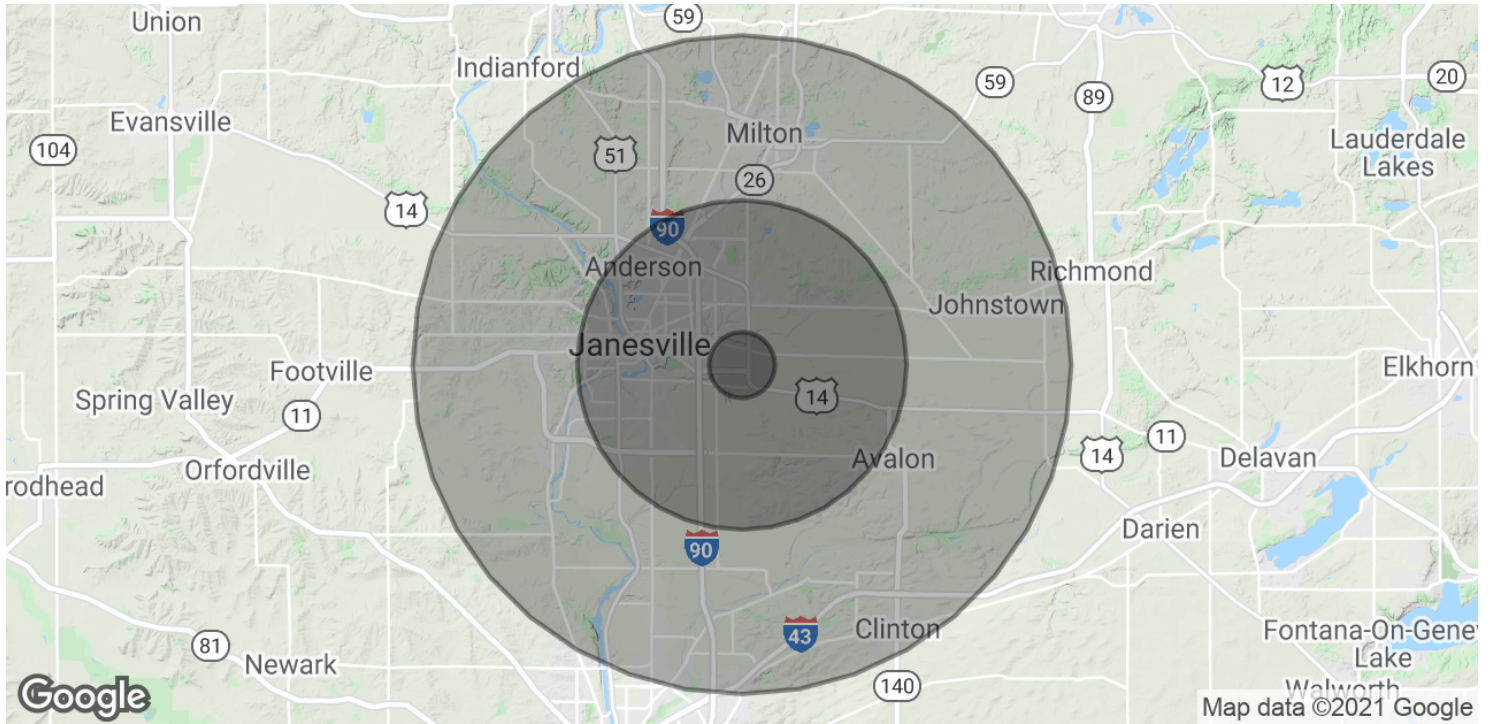 Union
59
Indianford
59
12
20
89
Evansville
Milton
104
51
Lauderdale
Lakes
26
14
90
Anderson
Richmond
Johnstown
Janesville
Footville
Elkhorn
Spring Valley
14
11
11
Orfordville
Avalon
14
Delavan
rodhead
Darien
90
43
Clinton
Fontana-On-Genev
Lake
81
Newark
140
Walworth
Google
Map data ©2021 Google